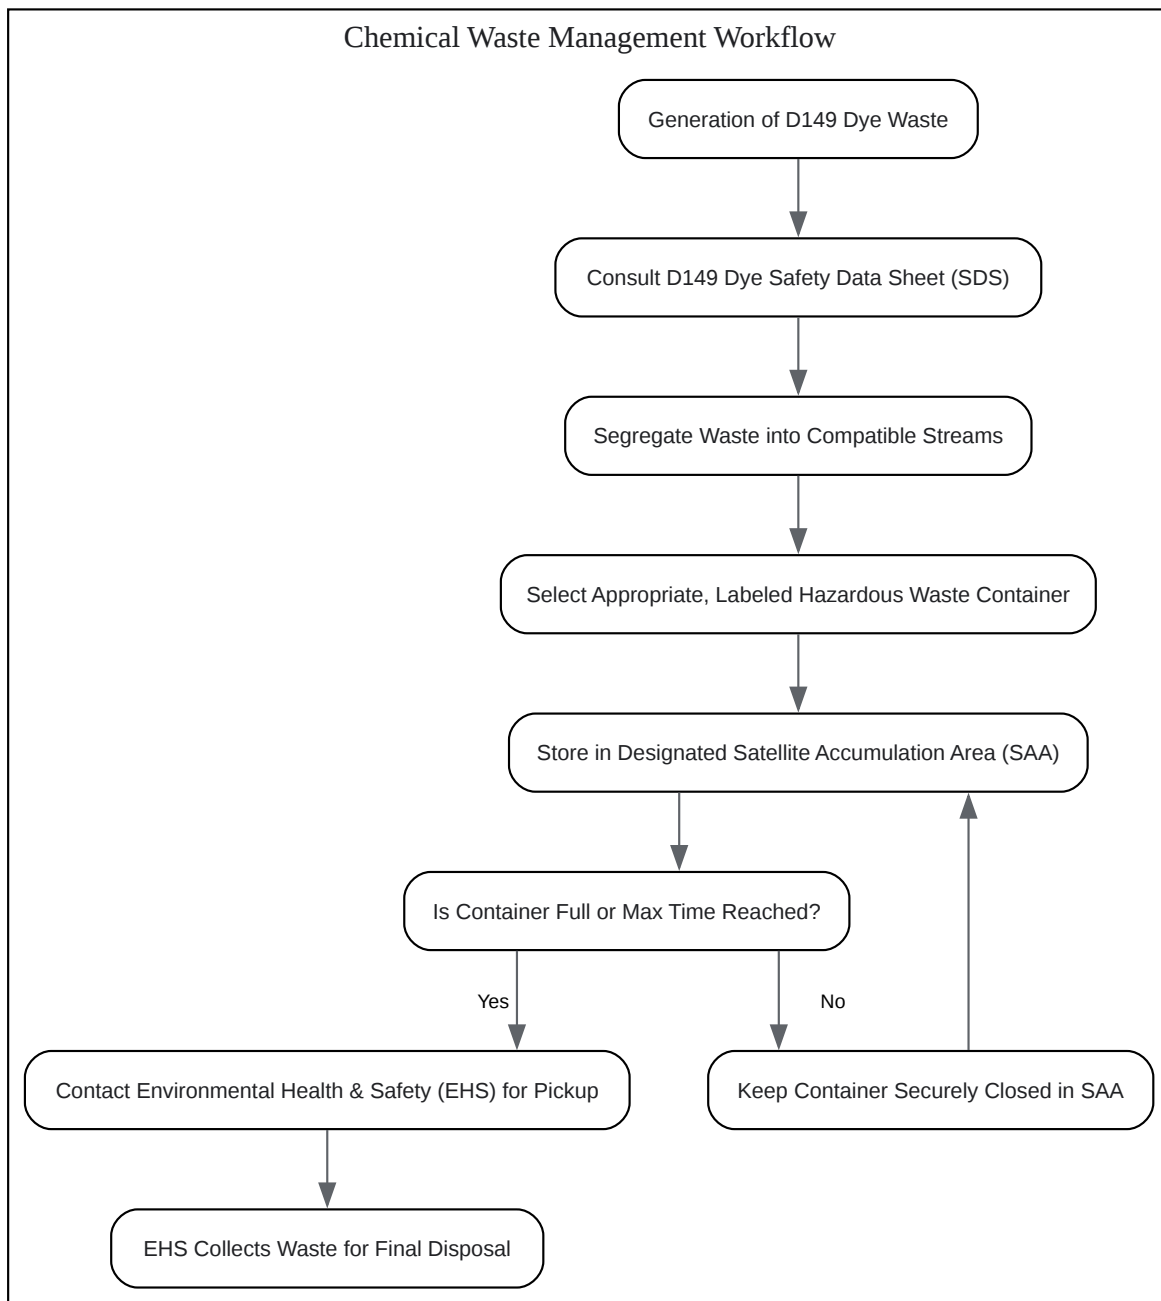 Chemical Waste Management Workflow
Generation of D149 Dye Waste
Consult D149 Dye Safety Data Sheet (SDS)
Segregate Waste into Compatible Streams
Select Appropriate, Labeled Hazardous Waste Container
Store in Designated Satellite Accumulation Area (SAA)
Is Container Full or Max Time Reached?
Yes
No
Contact Environmental Health & Safety (EHS) for Pickup
Keep Container Securely Closed in SAA
EHS Collects Waste for Final Disposal